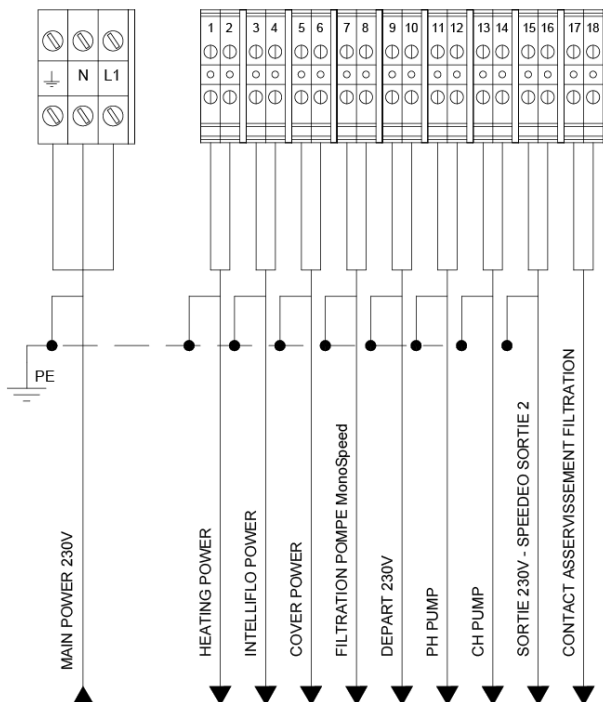 N L1
1 2 3 4 5 6 7 8 9 10 11 12 13 14 15 16 17 18
PE
MAIN POWER 230V
HEATING POWER
INTELLIFLO POWER
COVER POWER
FILTRATION POMPE MonoSpeed
DEPART 230V
PH PUMP
CH PUMP
SORTIE 230V - SPEEDEO SORTIE 2
CONTACT ASSERVISSEMENT FILTRATION